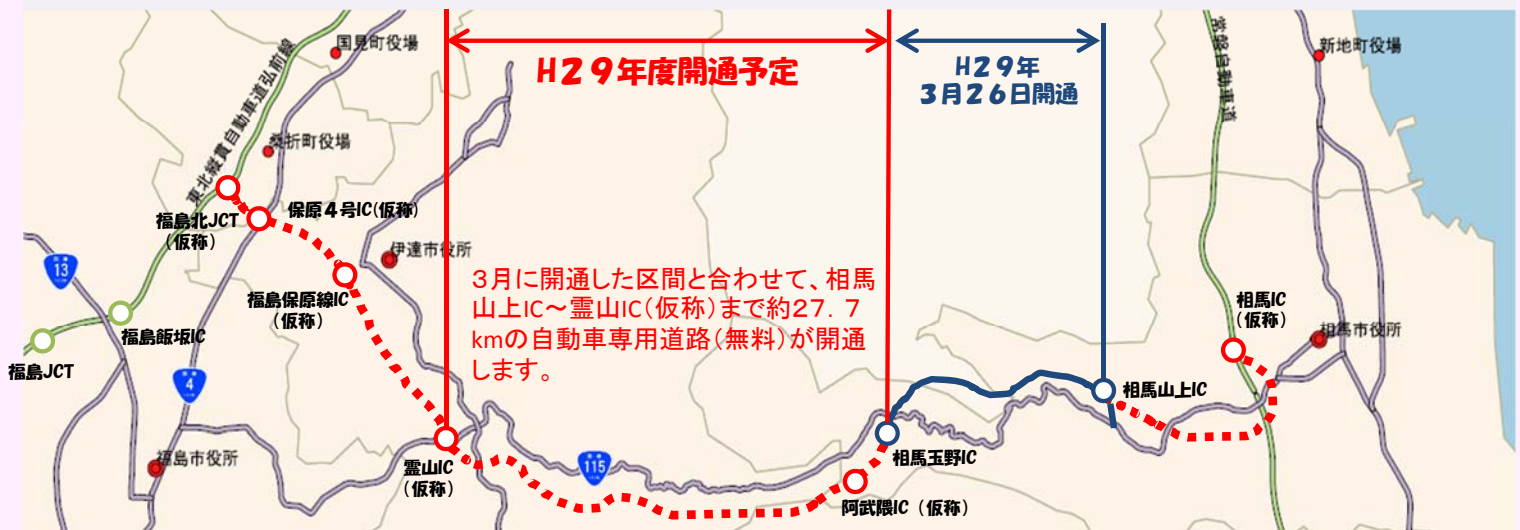 国見町役場
東北縦貫自動車道弘前線
H29年度開通予定
H29年
3月26日開通
常磐自動車道
新地町役場
桑折町役場
福島北JCT
(仮称)
保原4号IC(仮称)
伊達市役所
13
福島保原線IC
(仮称)
3月に開通した区間と合わせて、相馬
山上IC～霊山IC(仮称)まで約27.7
kmの自動車専用道路(無料)が開通
します。
相馬IC
(仮称)
相馬市役所
福島飯坂IC
福島JCT
4
相馬山上IC
福島市役所
霊山IC
(仮称)
115
相馬玉野IC
阿武隈IC(仮称)